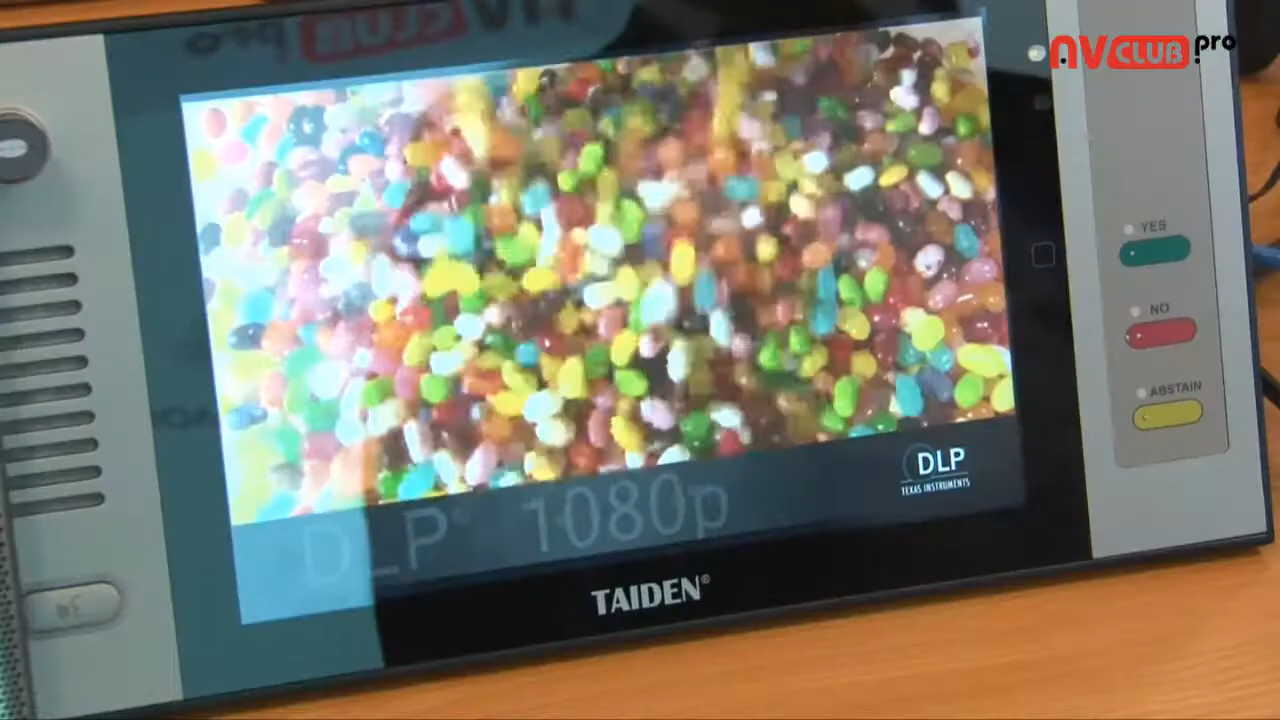 AVCLUB pro
YES
NO
ABSTAIN
DLP
TEXAS INSTRUMENTS
DLP® 1080p
TAIDEN®